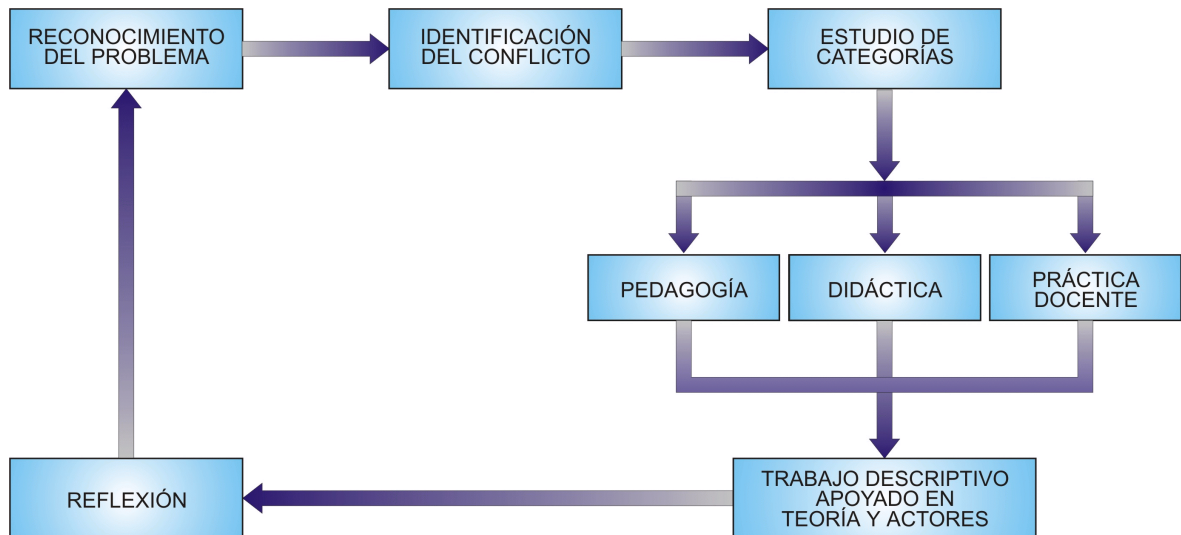 RECONOCIMIENTO
DEL PROBLEMA
IDENTIFICACIÓN
DEL CONFLICTO
ESTUDIO DE
CATEGORÍAS
PEDAGOGÍA
DIDÁCTICA
PRÁCTICA
DOCENTE
REFLEXIÓN
TRABAJO DESCRIPTIVO
APOYADO EN
TEORÍA Y ACTORES